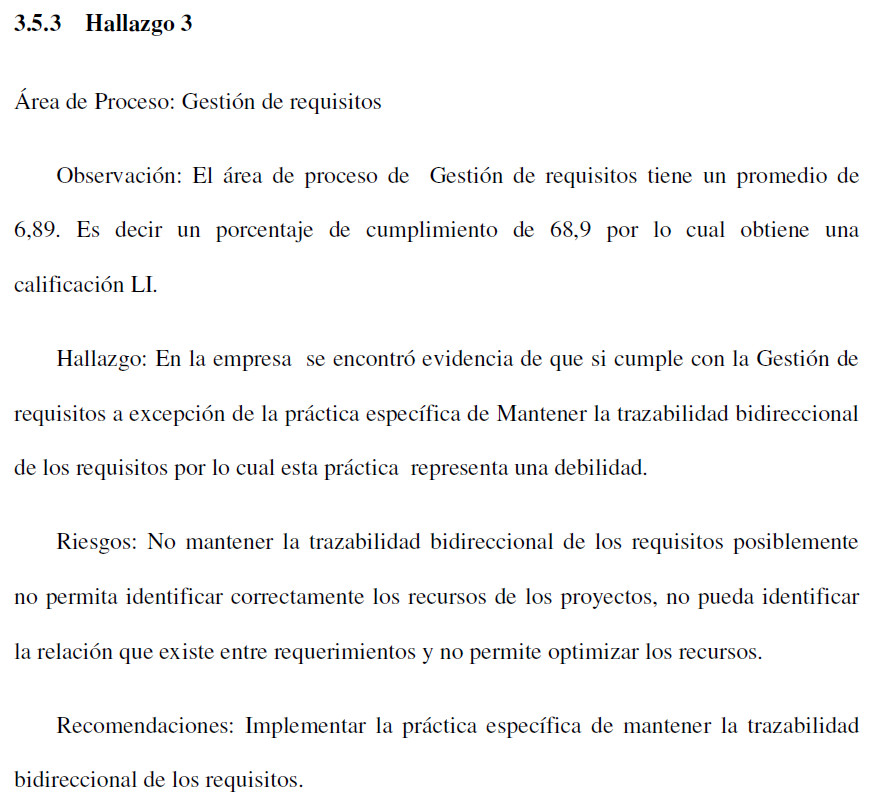 3.5.3 Hallazgo 3
Área de Proceso: Gestión de requisitos
Observación: El área de proceso de Gestión de requisitos tiene un promedio de
6,89. Es decir un porcentaje de cumplimiento de 68,9 por lo cual obtiene una
calificación LI.
Hallazgo: En la empresa se encontró evidencia de que si cumple con la Gestión de
requisitos a excepción de la práctica específica de Mantener la trazabilidad bidireccional
de los requisitos por lo cual esta práctica representa una debilidad.
Riesgos: No mantener la trazabilidad bidireccional de los requisitos posiblemente
no permita identificar correctamente los recursos de los proyectos, no pueda identificar
la relación que existe entre requerimientos y no permite optimizar los recursos.
Recomendaciones: Implementar la práctica específica de mantener la trazabilidad
bidireccional de los requisitos.